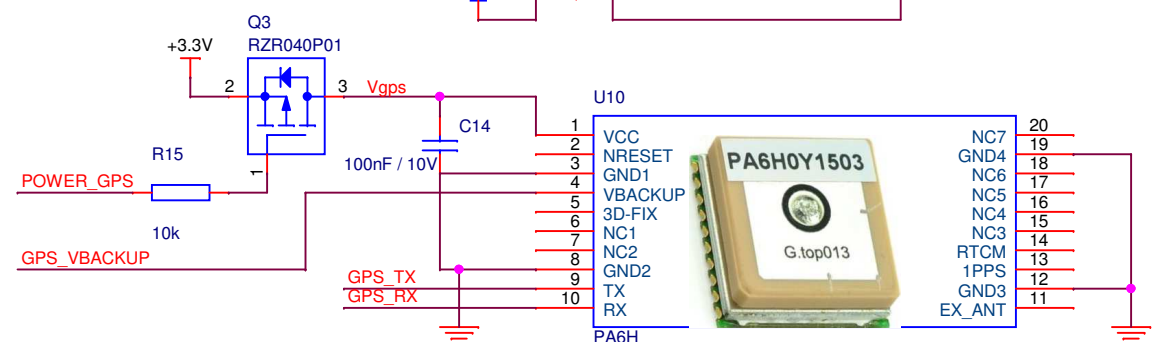 Q3
RZR040P01
+3.3V
2
3
Vgps
1
R15
10k
POWER_GPS
GPS_VBACKUP
C14
100nF / 10V
GPS_TX
GPS_RX
U10
1 VCC
2 NRESET
3 GND1
4 VBACKUP
5 3D-FIX
6 NC1
7 NC2
8 GND2
9 TX
10 RX
PA6H0Y1503
G.top013
20 NC7
19 GND4
18 NC6
17 NC5
16 NC4
15 NC3
14 RTCM
13 1PPS
12 GND3
11 EX_ANT
PA6H